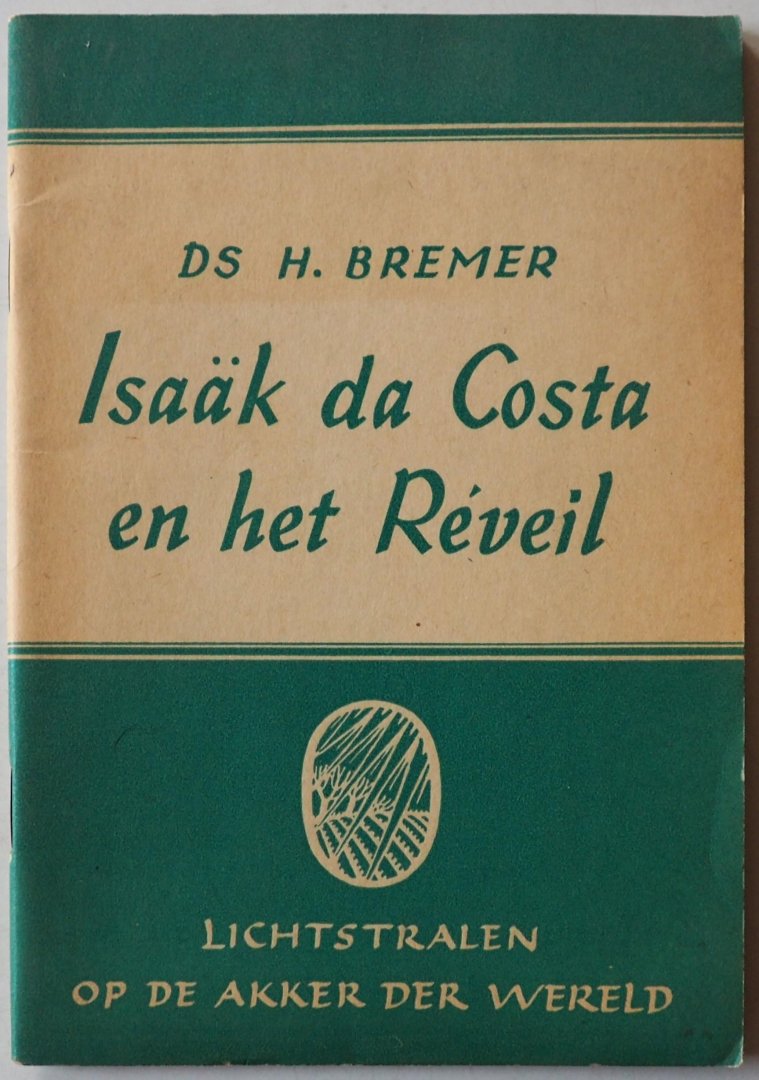 DS H. BREMER
Isaäk da Costa
en het Réveil
LICHTSTRALEN
OP DE AKKER DER WERELD